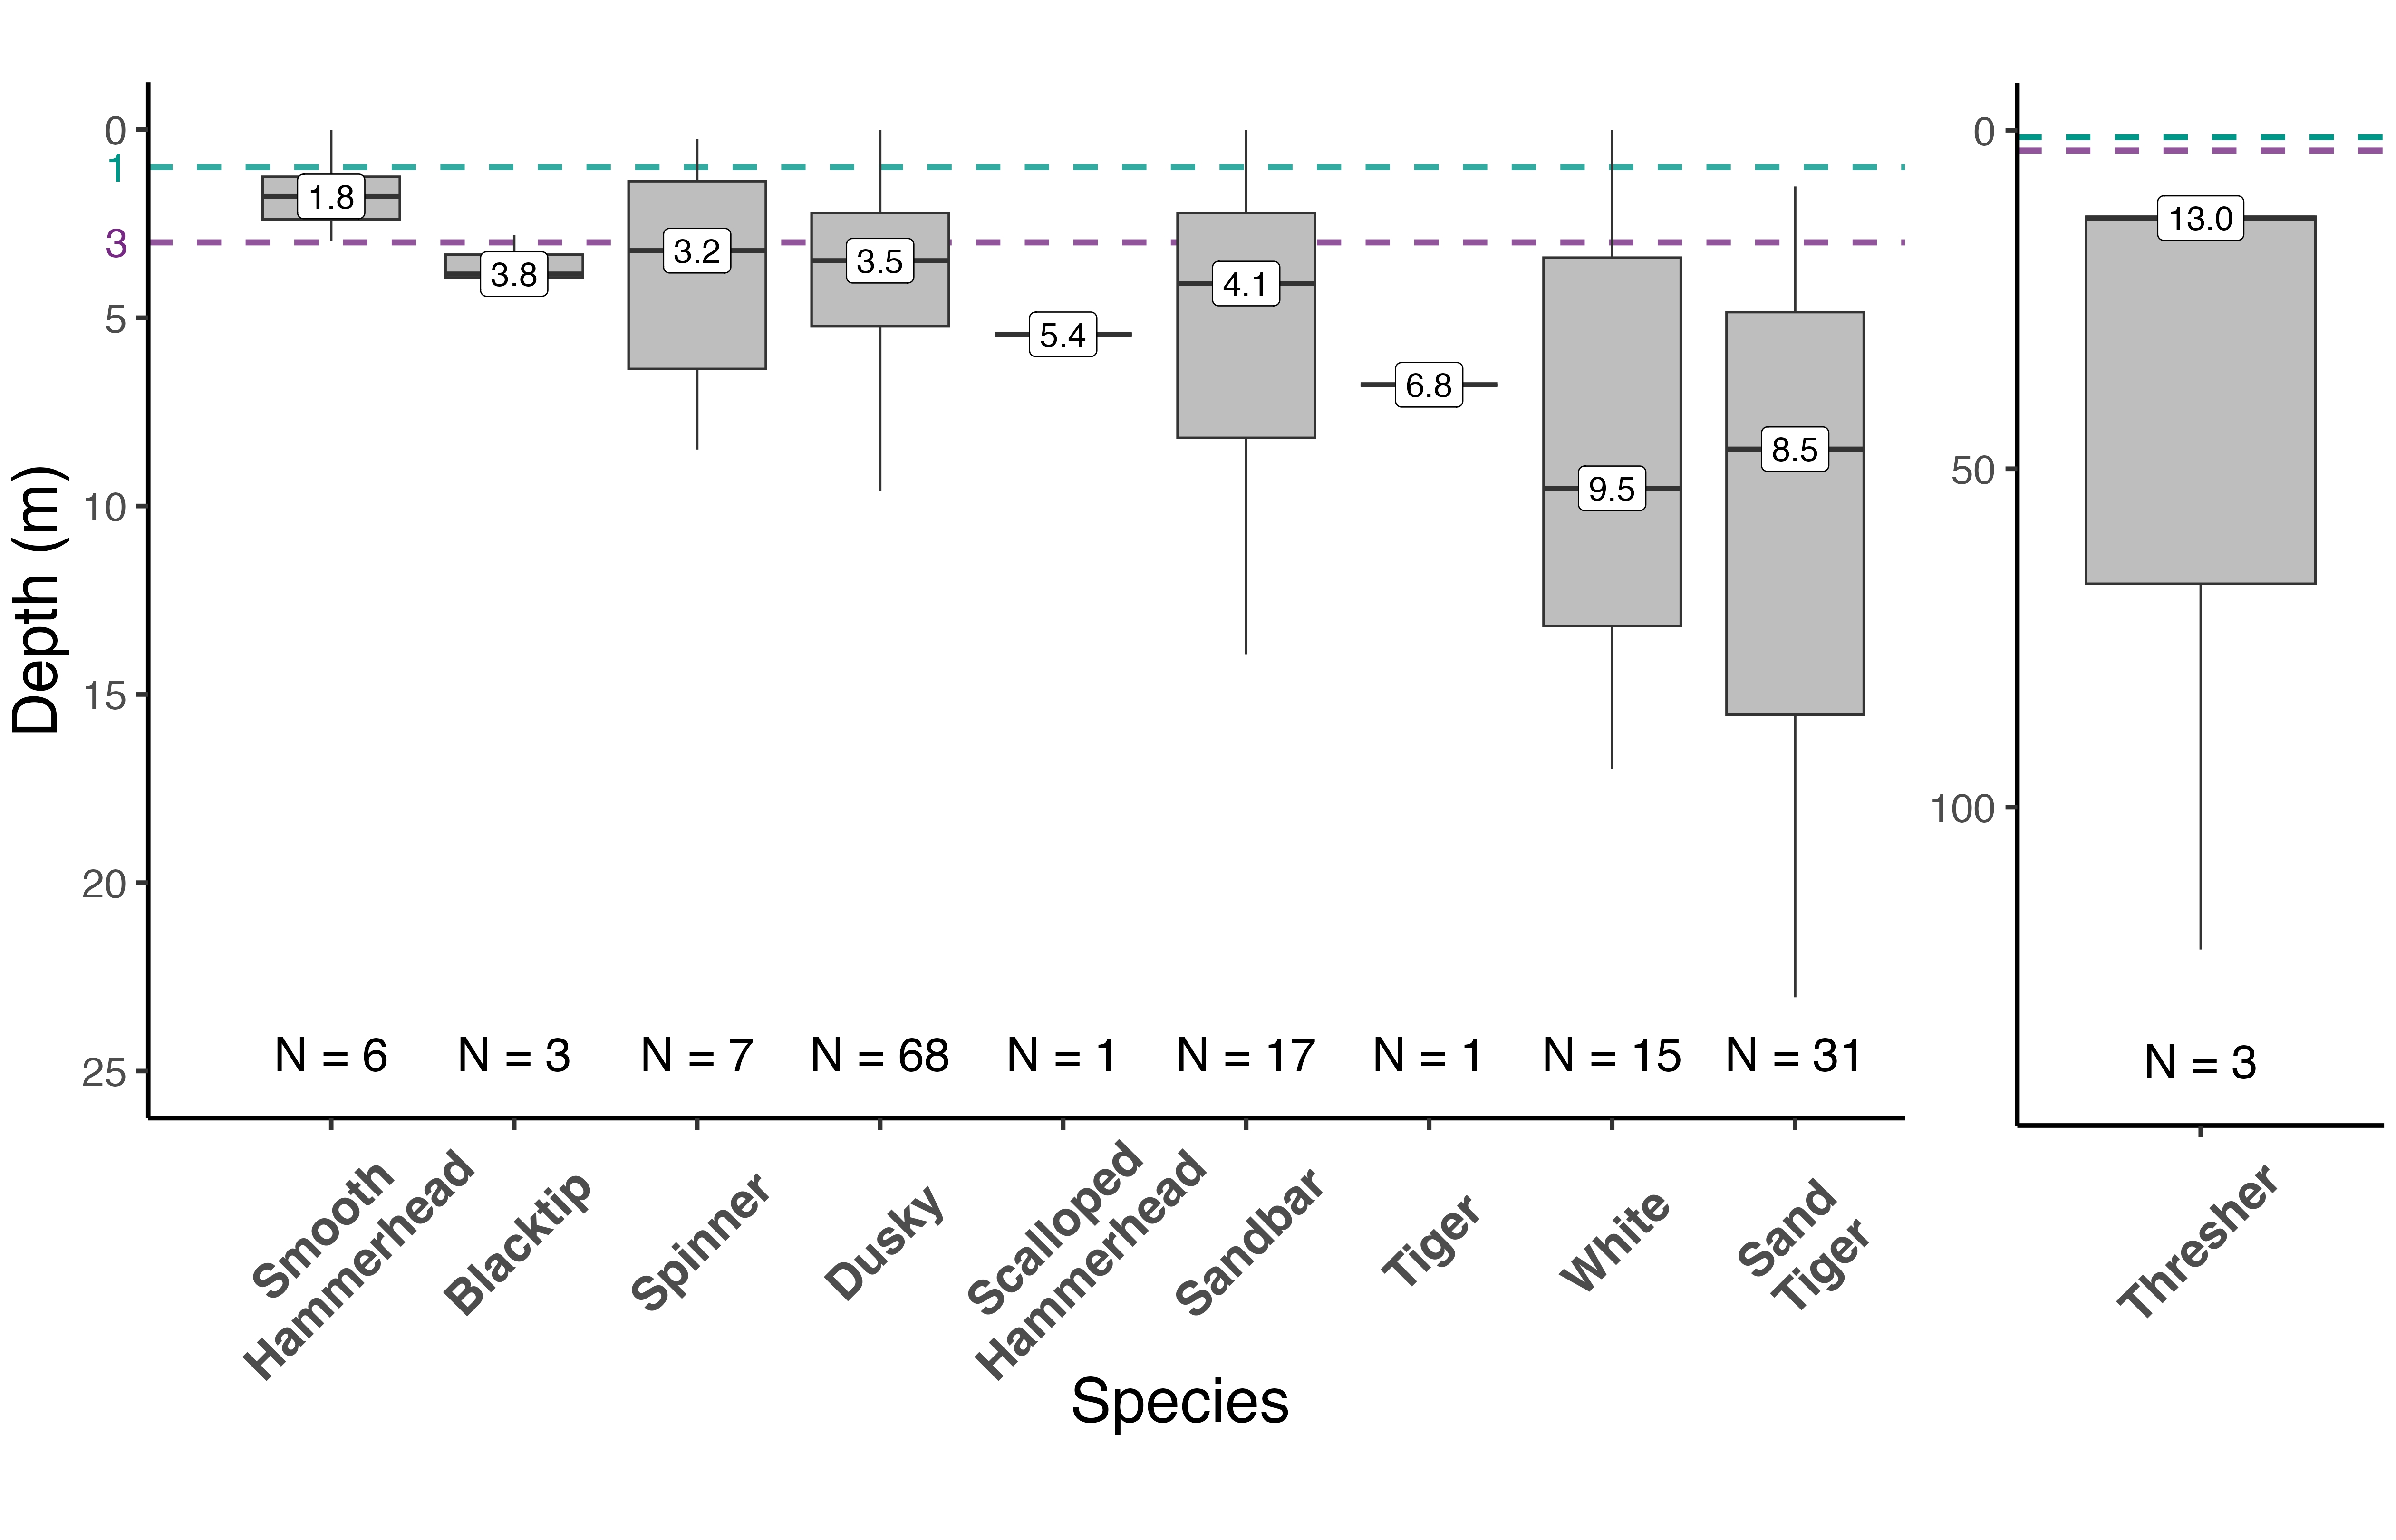 Depth (m)
0
1
3
5
10
15
20
25
1.8
3.8
3.2
3.5
5.4
4.1
6.8
9.5
8.5
N = 6
N = 3
N = 7
N = 68
N = 1
N = 17
N = 1
N = 15
N = 31
Smooth
Hammerhead
Blacktip
Spinner
Dusky
Scalloped
Hammerhead
Sandbar
Tiger
White
Sand
Tiger
0
50
100
13.0
N = 3
Thresher
Species